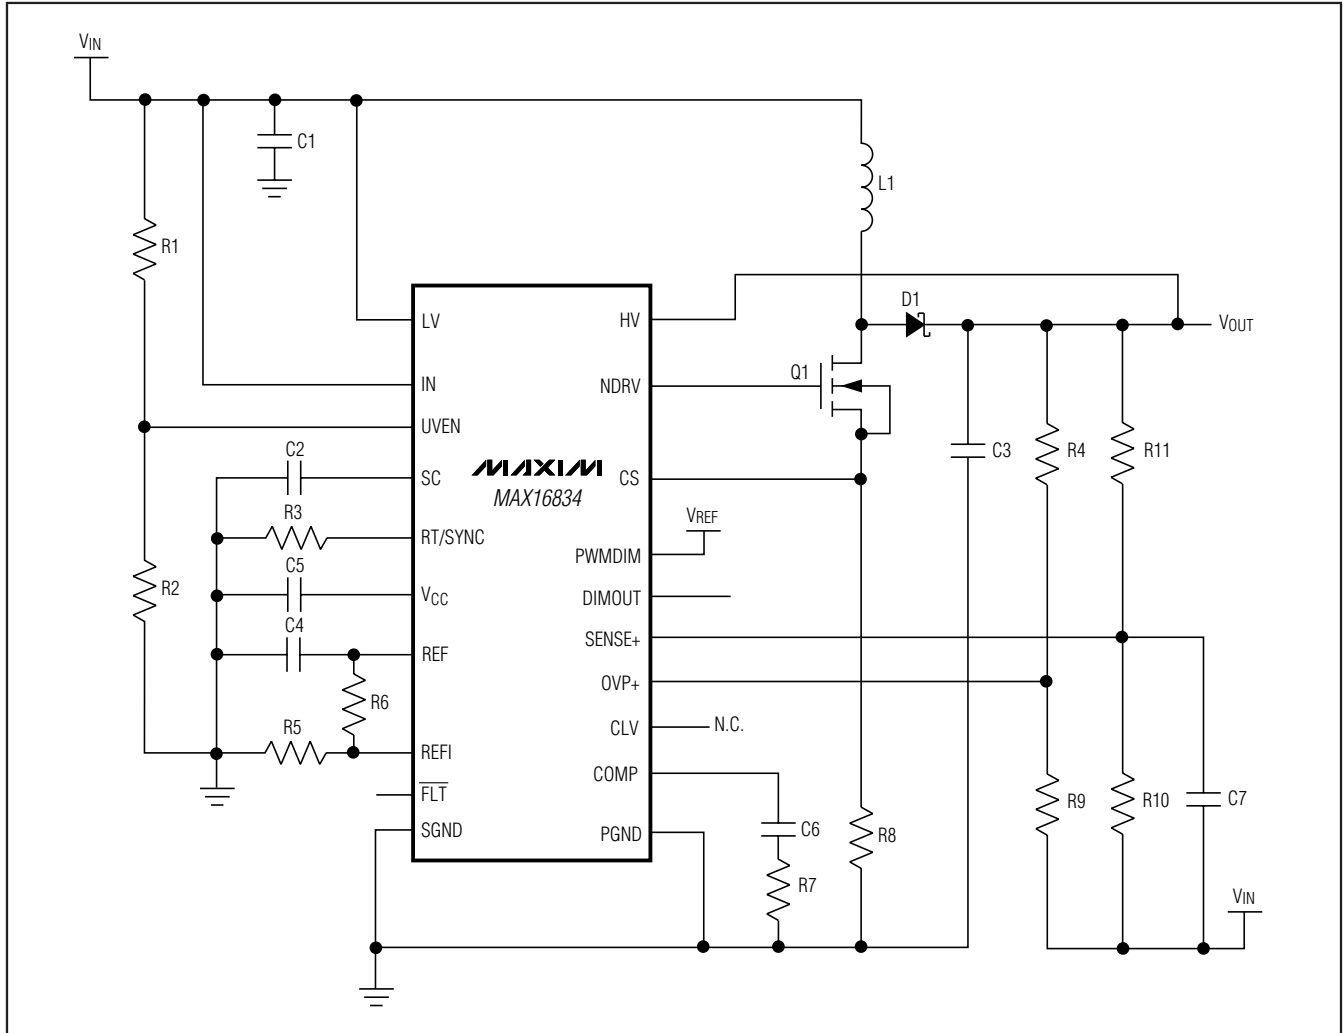 VIN
C1
L1
R1
D1
VOUT
LV
HV
Q1
IN
NDRV
UVEN
C2
MAXIM
C3
R4
R11
SC
CS
MAX16834
R3
VREF
RT/SYNC
PWMDIM
C5
R2
VCC
DIMOUT
C4
SENSE+
REF
OVP+
R6
CLV
N.C.
R5
REFI
COMP
FLT
R9
R10
C7
SGND
PGND
C6
R8
R7
VIN